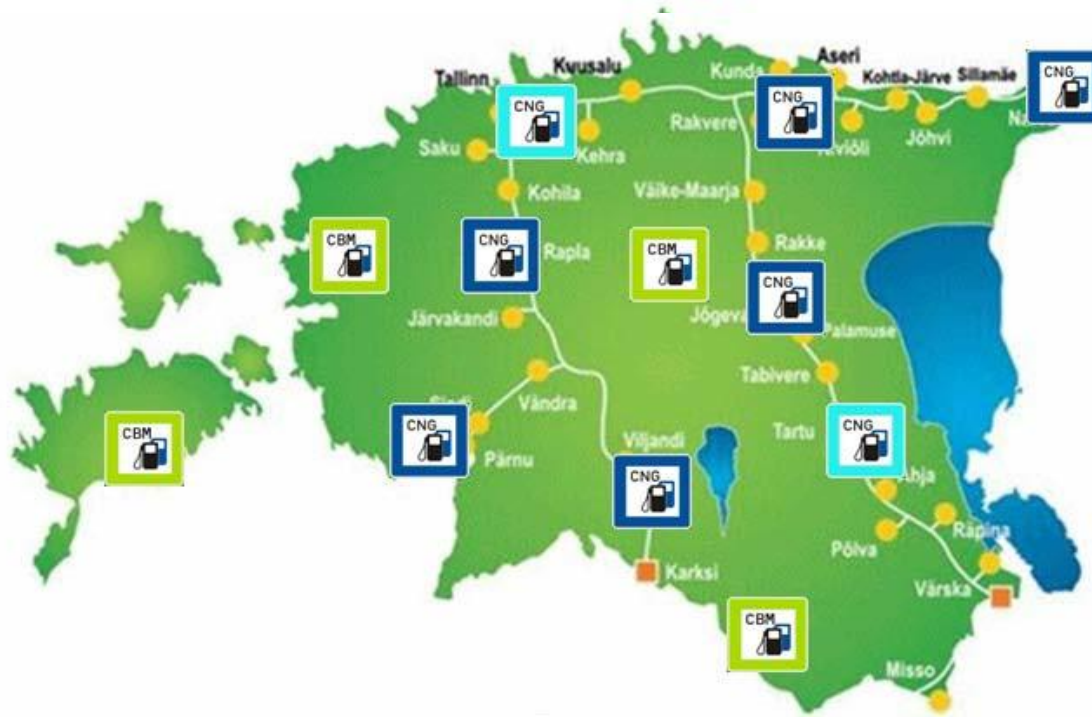 Kuusalu
Aseri
Tallinn
Kunda
Kohtla-Järve
Sillamäe
CNG
CNG
CNG
Rakvere
Jõhvi
Saku
Kehra
Kohila
Väike-Maarja
CBM
CNG
Rapla
CBM
Rakke
CNG
Järvakandi
Palamuse
Tabivere
Vändra
CBM
CNG
Pärnu
Viljandi
Tartu
CNG
CNG
Abja
Räpina
Põlva
Karksi
Värska
CBM
Misso